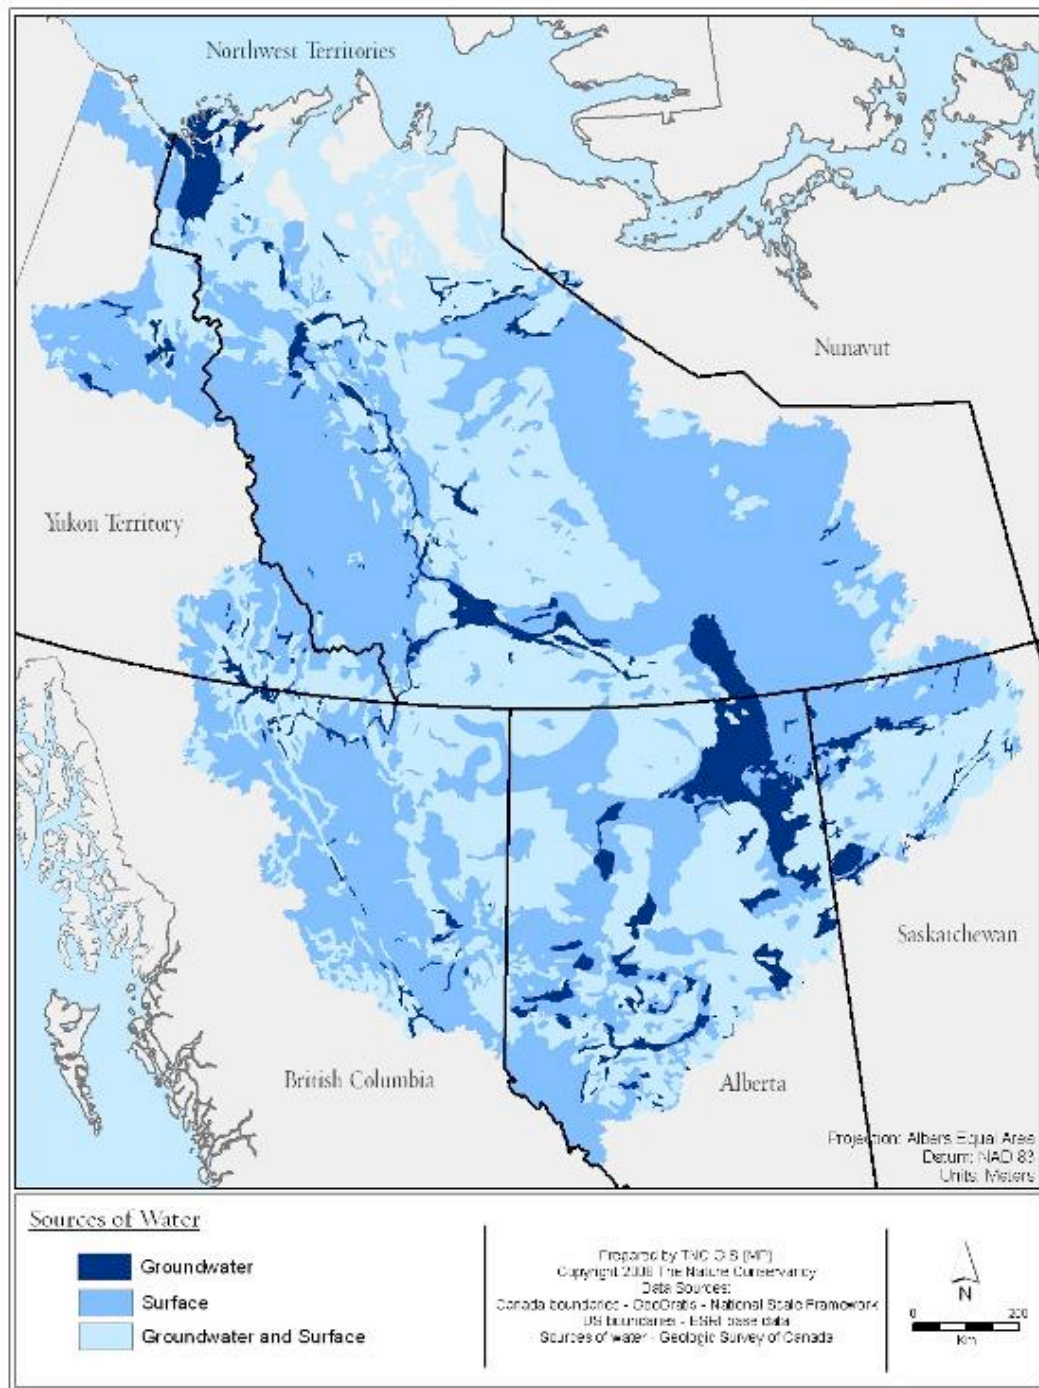 Northwest Territories
Nunavut
Yukon Territory
Saskatchewan
British Columbia
Alberta
Projection: Albers Equal Area
Datum: NAD 83
Units: Meters
Sources of Water
Groundwater
Surface
Groundwater and Surface
Prepared by TNC GIS (MP)
Copyright 2008 The Nature Conservancy
Data Sources:
Canada boundaries - GeoGratis - National Scale Framework
US boundaries - ESRI base data
Sources of water - Geologic Survey of Canada
N
0 200
Km